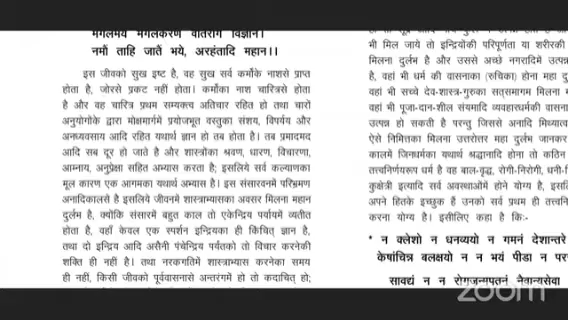 मंगलमय मंगलकरण वीतराग विज्ञान।
नमौं ताहि जातैं भये, अरहंतादि महान।।
इस जीवको सुख इष्ट है, वह सुख सर्व कर्मोंके नाशसे प्राप्त
होता है, जोरसे प्रकट नहीं होता। कर्मोंका नाश चारित्रसे होता
है और वह चारित्र प्रथम सम्यक्त्व अतिचार रहित हो तथा चारों
अनुयोगोके द्वारा मोक्षमार्गमें प्रयोजभूत वस्तुका संशय, विपर्यय और
अनध्यवसाय आदि रहित यथार्थ ज्ञान हो तब होता है। तब प्रमादमद
आदि सब दूर हो जाते है और शास्त्रोंका श्रवण, धारण, विचारणा,
आम्नाय, अनुप्रेक्षा सहित अभ्यास करता है; इसलिये सर्व कल्याणका
मूल कारण एक आगमका यथार्थ अभ्यास है। इस संसारवनमें परिभ्रमण
अनादिकालसे है इसलिये जीवनमे शास्त्राभ्यासका अवसर मिलना महान
दुर्लभ है, क्योंकि संसारमें बहुत काल तो एकेन्द्रिय पर्यायमे व्यतीत
होता है, वहाँ केवल एक स्पर्शन इन्द्रियका ही किंचित् ज्ञान है,
तथा दो इन्द्रिय आदि असैनी पंचेन्द्रिय पर्यंतको तो विचार करनेकी
शक्ति ही नहीं है। तथा नरकगतिमें शास्त्राभ्यास करनेका समय
ही नहीं, किसी जीवको पूर्ववासनासे अन्तरंगमें हो तो कदाचित् हो;
भी मिल जाये तो इन्द्रियोंकी परिपूर्णता या शरीरकी
मिलना दुर्लभ है और उससे अच्छे नगरादिमें उत्पन्न
है, वहां भी धर्म की वासनाका (रुचिका) होना महा दु
वहां भी सच्चे देव-शास्त्र-गुरुका सत्समागम मिलना म
वहां भी पूजा-दान-शील संयमादि व्यवहारधर्मकी वासना
उत्पन्न हो सकती है परन्तु जिससे अनादि मिथ्यात्व
ऐसे निमित्तका मिलना उत्तरोत्तर महा दुर्लभ जानकर
कालमें जिनधर्मका यथार्थ श्रद्धानादि होना तो कठिन
तत्त्वनिर्णयरूप धर्म है वह बाल-वृद्ध, रोगी-निरोगी, धनी-नि
कुक्षेत्री इत्यादि सर्व अवस्थाओंमें होने योग्य है, इसलि
अपने हितके इच्छुक हैं उनको सर्व प्रथम ही तत्त्वनि
करना योग्य है। इसीलिए कहा है कि:-
* न क्लेशो न धनव्ययो न गमनं देशान्तरे
केषांचिन्न बलक्षयो न न भयं पीडा न पर
सावद्यं न न रोगजन्मपतनं नैवान्यसेवा
zoom